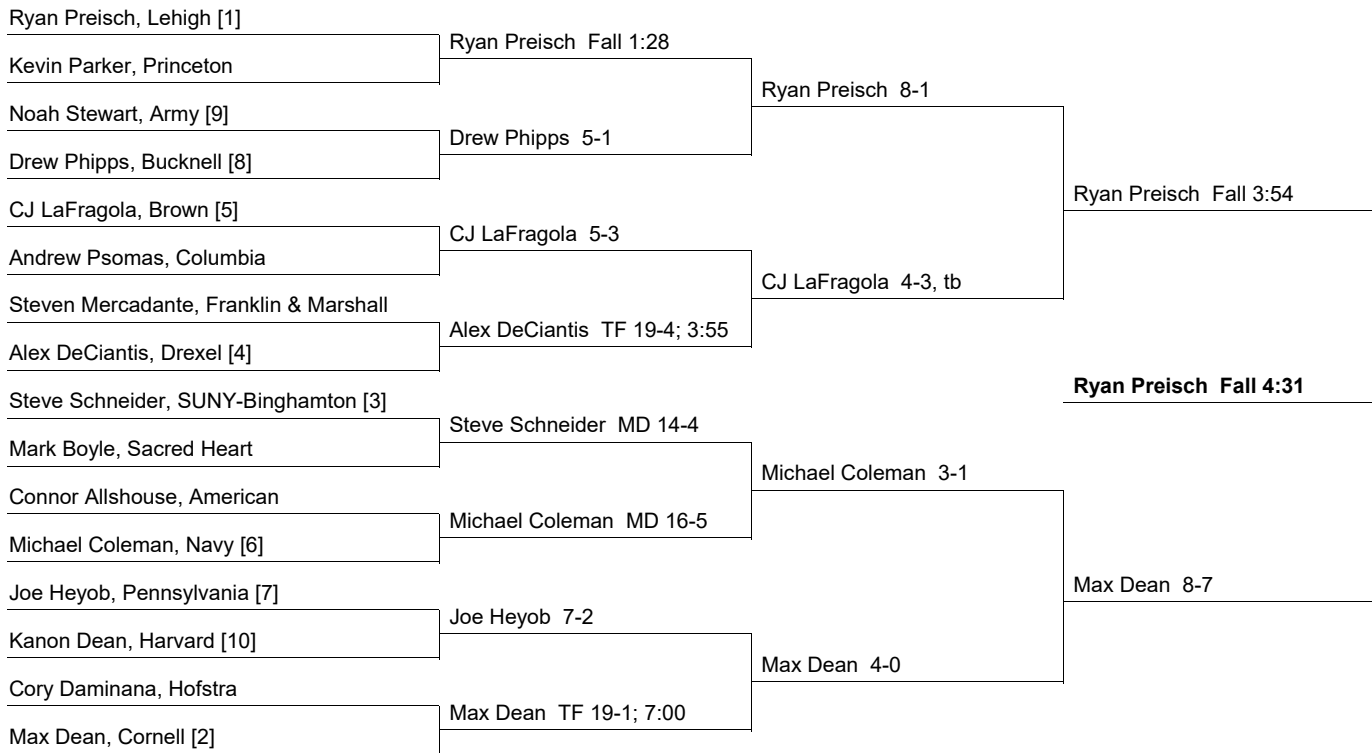 Ryan Preisch, Lehigh [1]
Kevin Parker, Princeton
Noah Stewart, Army [9]
Drew Phipps, Bucknell [8]
CJ LaFragola, Brown [5]
Andrew Psomas, Columbia
Steven Mercadante, Franklin & Marshall
Alex DeCiantis, Drexel [4]
Steve Schneider, SUNY-Binghamton [3]
Mark Boyle, Sacred Heart
Connor Allshouse, American
Michael Coleman, Navy [6]
Joe Heyob, Pennsylvania [7]
Kanon Dean, Harvard [10]
Cory Daminana, Hofstra
Max Dean, Cornell [2]
Ryan Preisch  Fall 1:28
Drew Phipps  5-1
CJ LaFragola  5-3
Alex DeCiantis  TF 19-4; 3:55
Steve Schneider  MD 14-4
Michael Coleman  MD 16-5
Joe Heyob  7-2
Max Dean  TF 19-1; 7:00
Ryan Preisch  8-1
CJ LaFragola  4-3, tb
Michael Coleman  3-1
Max Dean  4-0
Ryan Preisch  Fall 3:54
Max Dean  8-7
Ryan Preisch  Fall 4:31